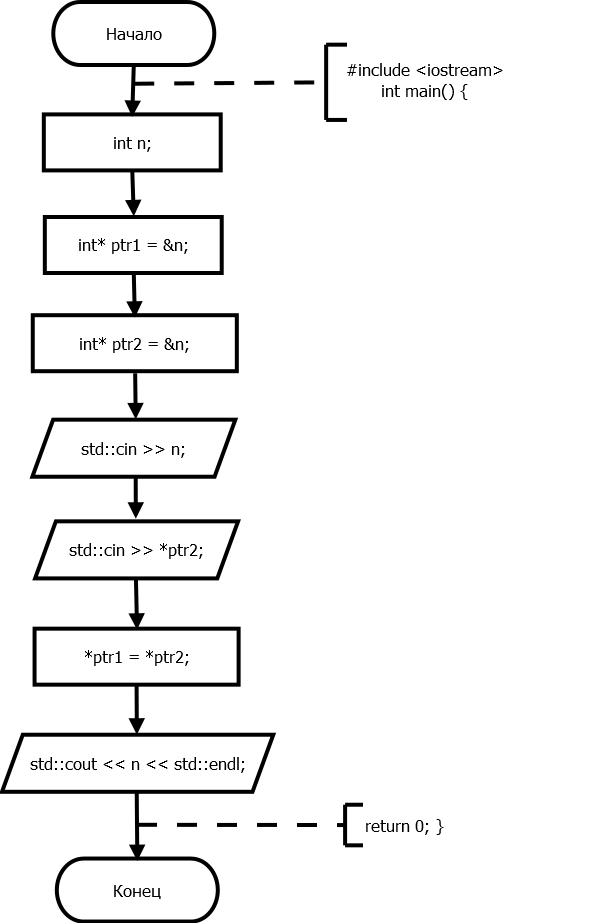 Начало
#include <iostream>
int main() {
int n;
int* ptr1 = &n;
int* ptr2 = &n;
std::cin >> n;
std::cin >> *ptr2;
*ptr1 = *ptr2;
std::cout << n << std::endl;
return 0; }
Конец